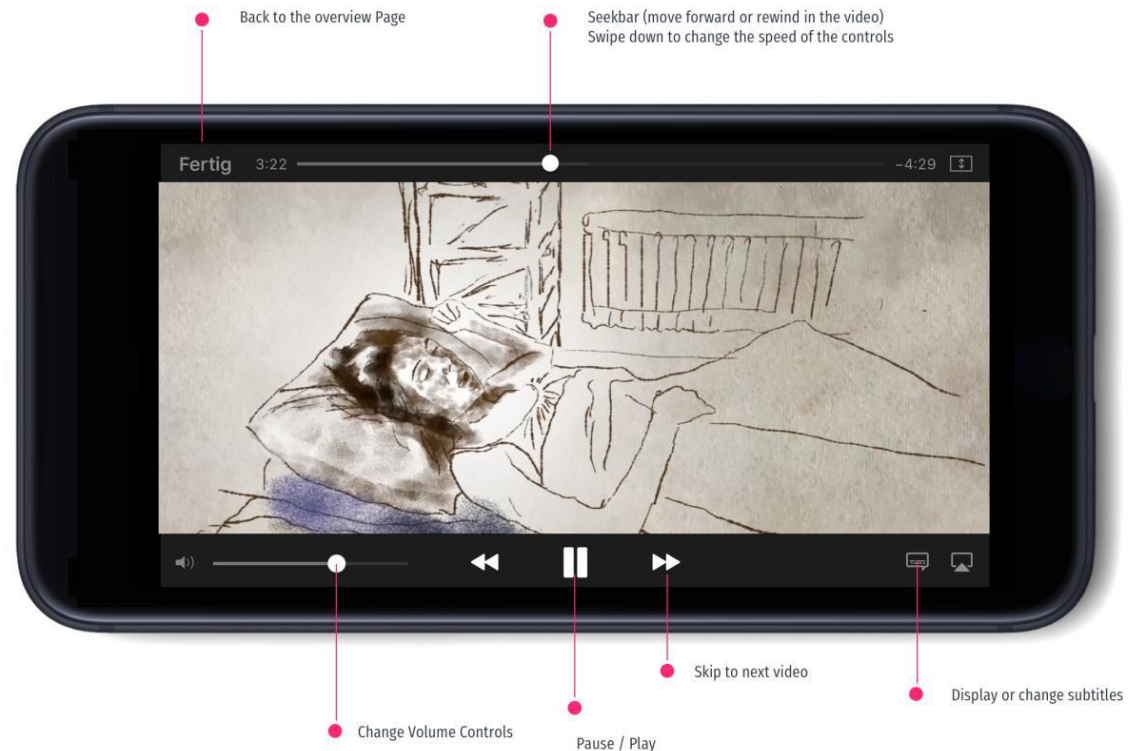 Back to the overview Page
Seekbar (move forward or rewind in the video)
Swipe down to change the speed of the controls
Fertig 3:22 -4:29
Skip to next video
Display or change subtitles
Change Volume Controls
Pause / Play